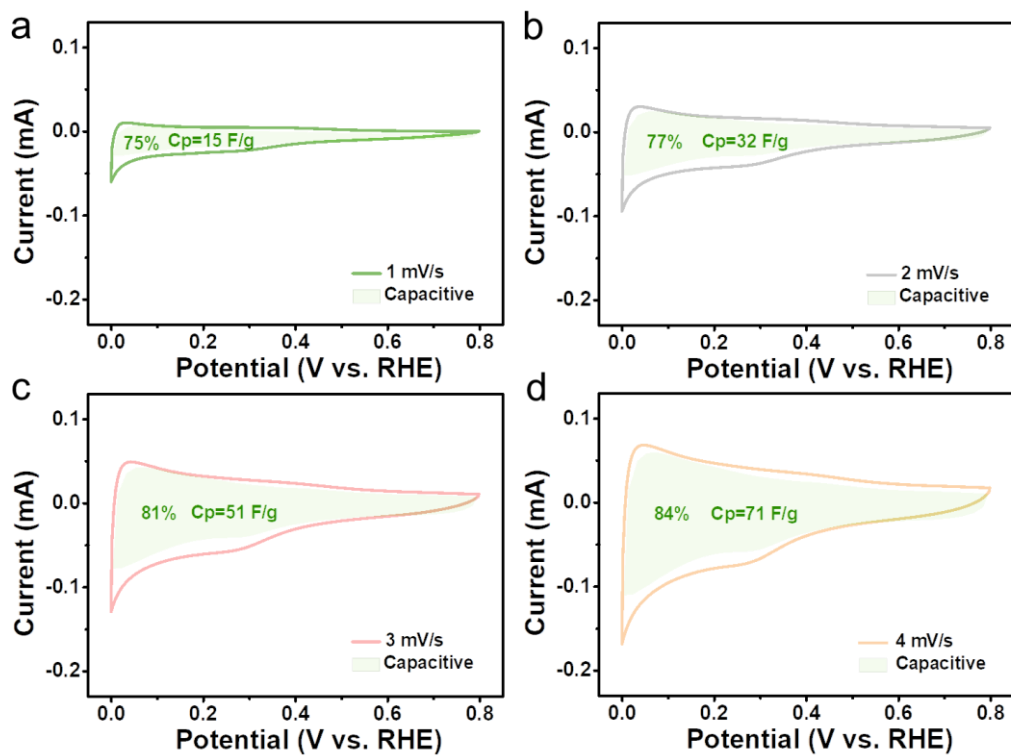 a
0.1
0.0
-0.1
-0.2
Current (mA)
75% Cp=15 F/g
1 mV/s
Capacitive
0.0 0.2 0.4 0.6 0.8
Potential (V vs. RHE)
b
0.1
0.0
-0.1
-0.2
Current (mA)
77% Cp=32 F/g
2 mV/s
Capacitive
0.0 0.2 0.4 0.6 0.8
Potential (V vs. RHE)
c
0.1
0.0
-0.1
-0.2
Current (mA)
81% Cp=51 F/g
3 mV/s
Capacitive
0.0 0.2 0.4 0.6 0.8
Potential (V vs. RHE)
d
0.1
0.0
-0.1
-0.2
Current (mA)
84% Cp=71 F/g
4 mV/s
Capacitive
0.0 0.2 0.4 0.6 0.8
Potential (V vs. RHE)